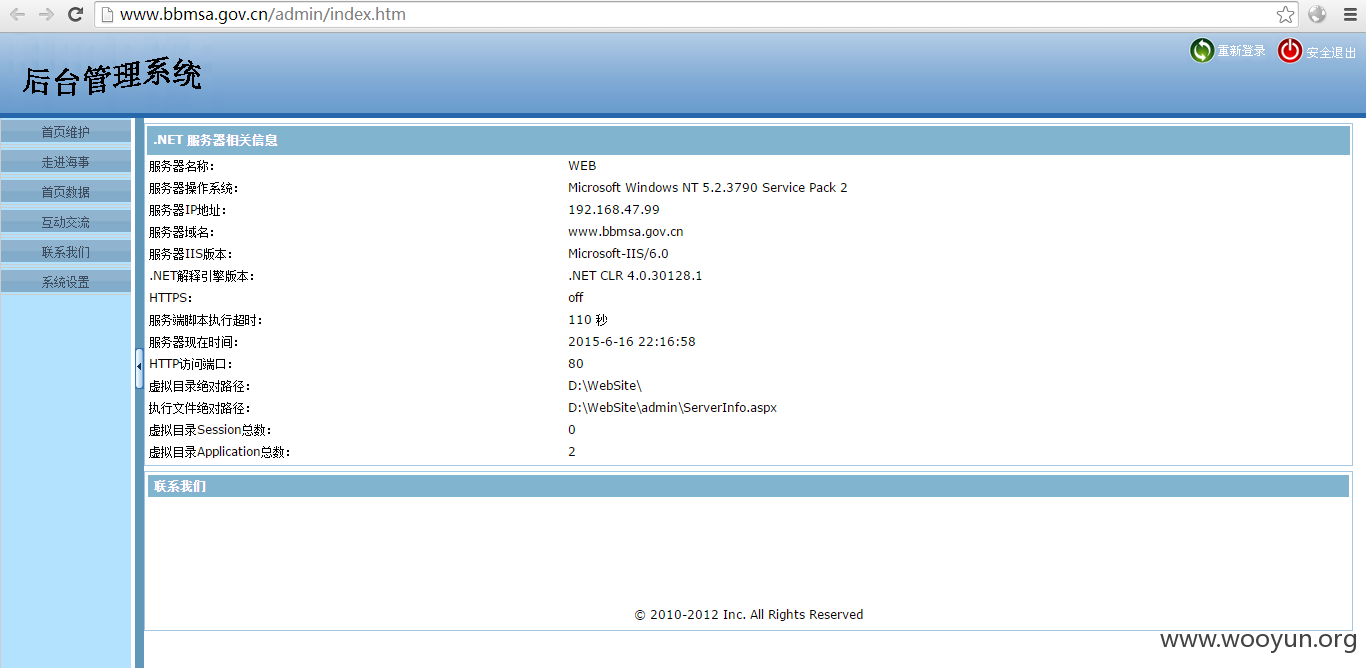 www.bbmsa.gov.cn/admin/index.htm
重新登录 安全退出
后台管理系统
首页维护
走进海事
首页数据
互动交流
联系我们
系统设置
.NET 服务器相关信息
服务器名称: WEB
服务器操作系统: Microsoft Windows NT 5.2.3790 Service Pack 2
服务器IP地址: 192.168.47.99
服务器域名: www.bbmsa.gov.cn
服务器IIS版本: Microsoft-IIS/6.0
.NET解释引擎版本: .NET CLR 4.0.30128.1
HTTPS: off
服务端脚本执行超时: 110 秒
服务器现在时间: 2015-6-16 22:16:58
HTTP访问端口: 80
虚拟目录绝对路径: D:\WebSite\
执行文件绝对路径: D:\WebSite\admin\ServerInfo.aspx
虚拟目录Session总数: 0
虚拟目录Application总数: 2
联系我们
© 2010-2012 Inc. All Rights Reserved
www.wooyun.org